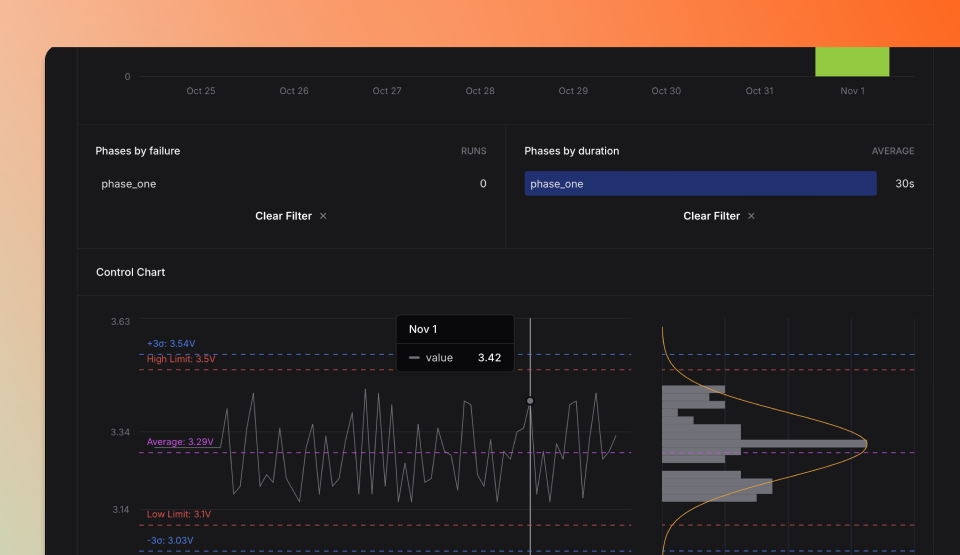 0
Oct 25 Oct 26 Oct 27 Oct 28 Oct 29 Oct 30 Oct 31 Nov 1
Phases by failure RUNS
phase_one 0
Clear Filter ×
Phases by duration AVERAGE
phase_one 30s
Clear Filter ×
Control Chart
3.63
+3σ: 3.54V
High Limit: 3.5V
Nov 1
value 3.42
3.34
Average: 3.29V
3.14
Low Limit: 3.1V
-3σ: 3.03V